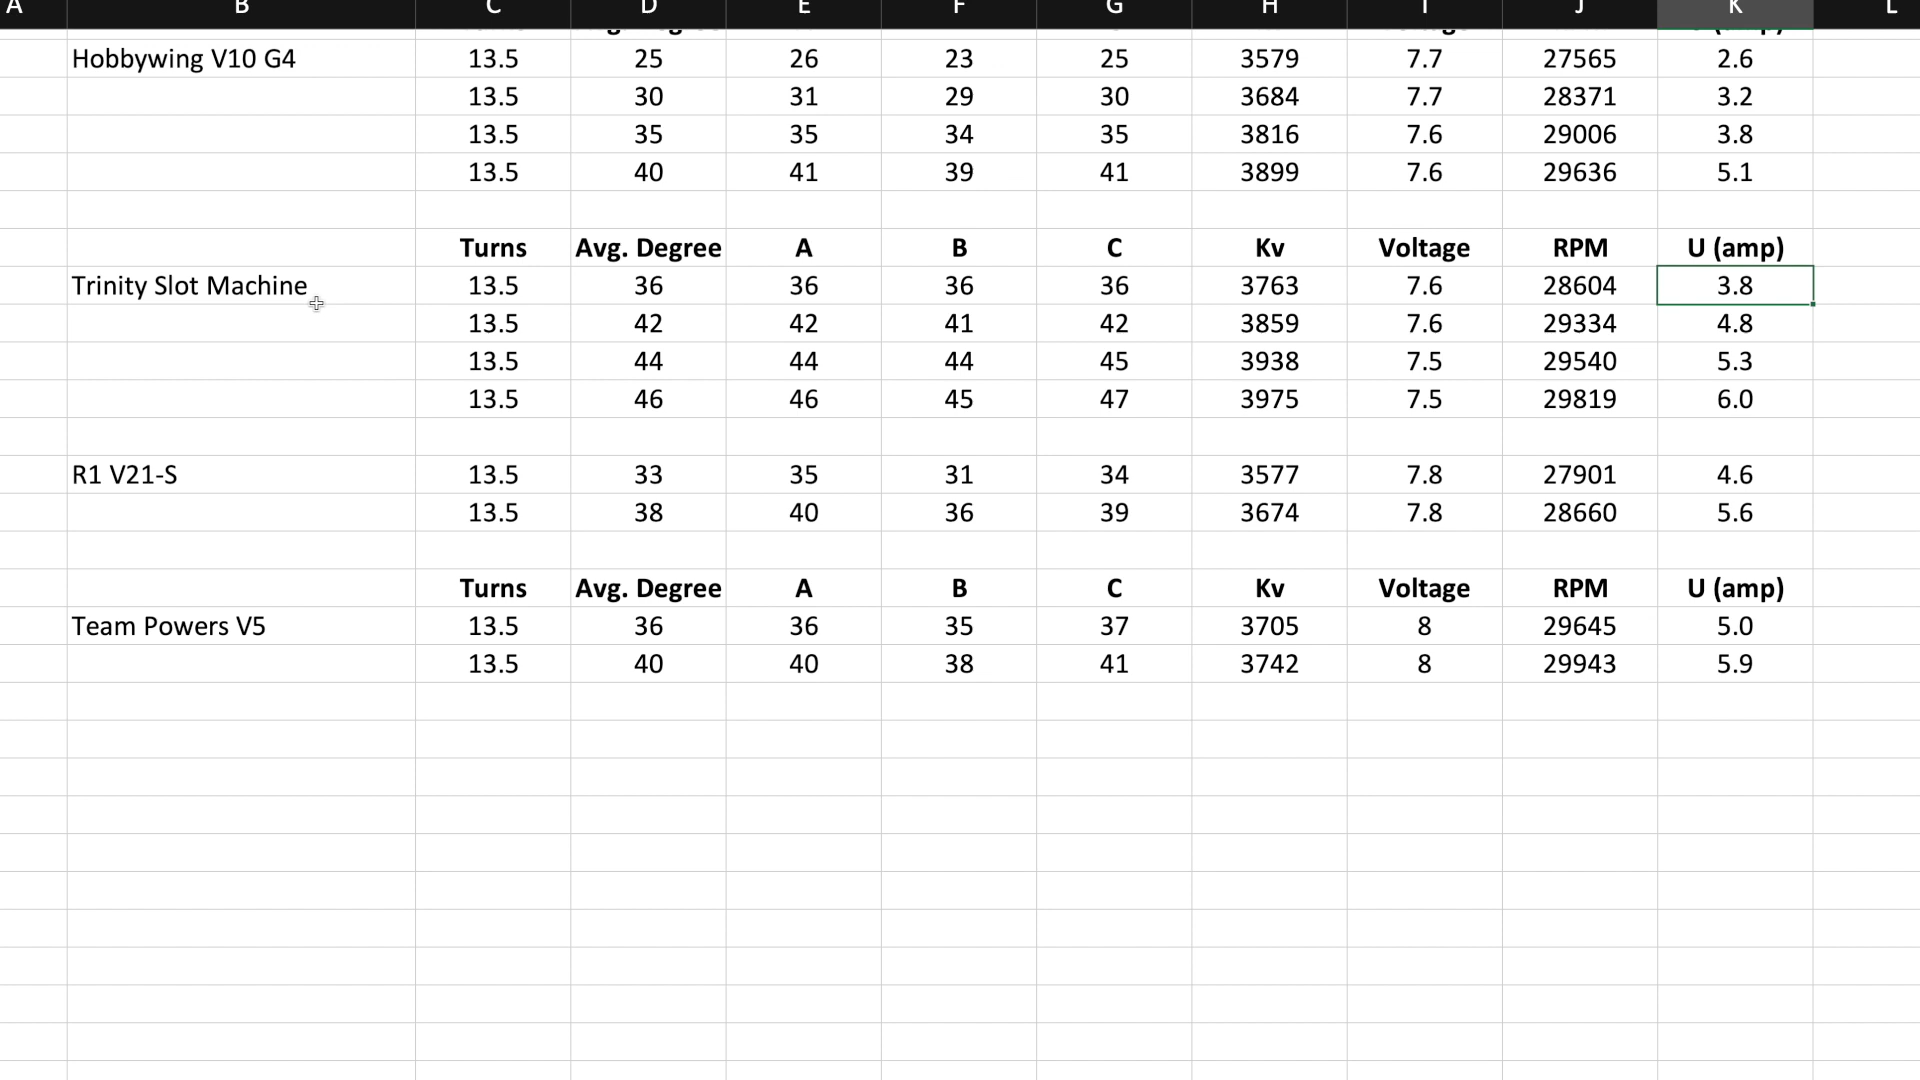 A B C D E F G H I J K L
Hobbywing V10 G4 13.5 25 26 23 25 3579 7.7 27565 2.6
13.5 30 31 29 30 3684 7.7 28371 3.2
13.5 35 35 34 35 3816 7.6 29006 3.8
13.5 40 41 39 41 3899 7.6 29636 5.1
Turns Avg. Degree A B C Kv Voltage RPM U (amp)
Trinity Slot Machine 13.5 36 36 36 36 3763 7.6 28604 3.8
13.5 42 42 41 42 3859 7.6 29334 4.8
13.5 44 44 44 45 3938 7.5 29540 5.3
13.5 46 46 45 47 3975 7.5 29819 6.0
R1 V21-S 13.5 33 35 31 34 3577 7.8 27901 4.6
13.5 38 40 36 39 3674 7.8 28660 5.6
Turns Avg. Degree A B C Kv Voltage RPM U (amp)
Team Powers V5 13.5 36 36 35 37 3705 8 29645 5.0
13.5 40 40 38 41 3742 8 29943 5.9